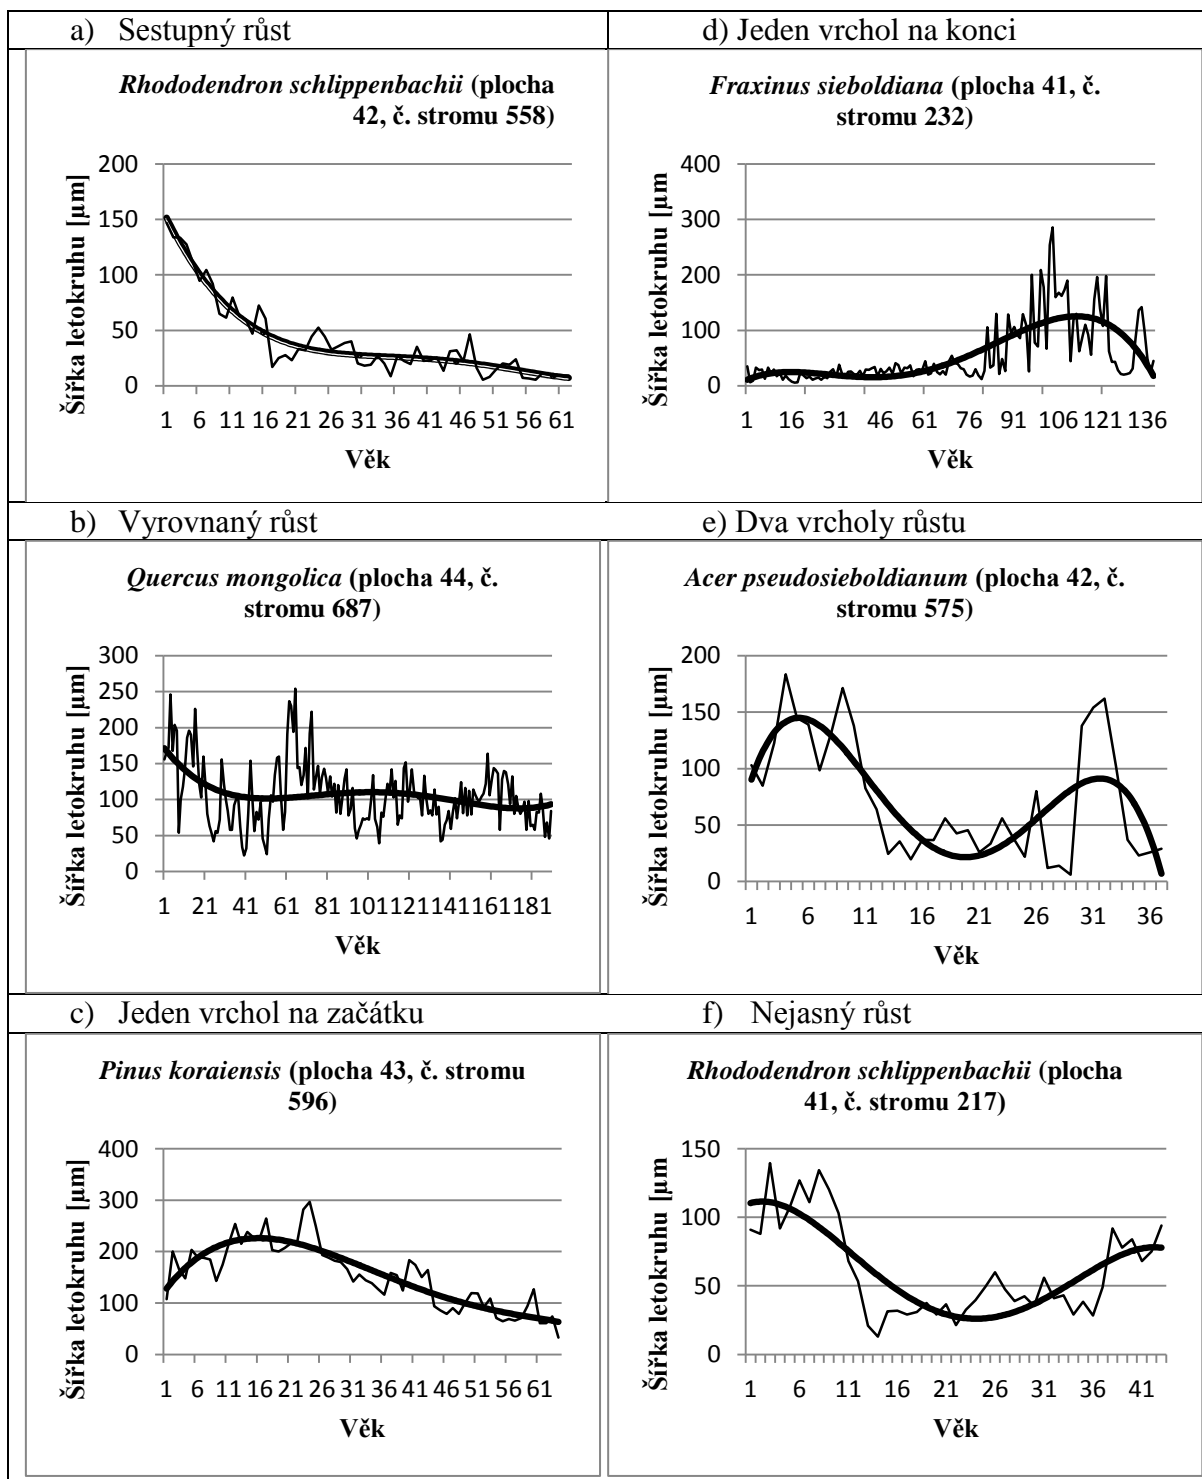 a) Sestupný růst
Rhododendron schlippenbachii (plocha
42, č. stromu 558)
Šířka letokruhu [µm]
200
150
100
50
0
1 6 11 16 21 26 31 36 41 46 51 56 61
Věk
d) Jeden vrchol na konci
Fraxinus sieboldiana (plocha 41, č.
stromu 232)
Šířka letokruhu [µm
400
300
200
100
0
1 16 31 46 61 76 91 106 121 136
Věk
b) Vyrovnaný růst
Quercus mongolica (plocha 44, č.
stromu 687)
Šířka letokruhu [µm]
300
250
200
150
100
50
0
1 21 41 61 81 101 121 141 161 181
Věk
e) Dva vrcholy růstu
Acer pseudosieboldianum (plocha 42, č.
stromu 575)
Šířka letokruhu [µm]
200
150
100
50
0
1 6 11 16 21 26 31 36
Věk
c) Jeden vrchol na začátku
Pinus koraiensis (plocha 43, č. stromu
596)
Šířka letokruhu [µm]
400
300
200
100
0
1 6 11 16 21 26 31 36 41 46 51 56 61
Věk
f) Nejasný růst
Rhododendron schlippenbachii (plocha
41, č. stromu 217)
Šířka letokruhu [µm
150
100
50
0
1 6 11 16 21 26 31 36 41
Věk